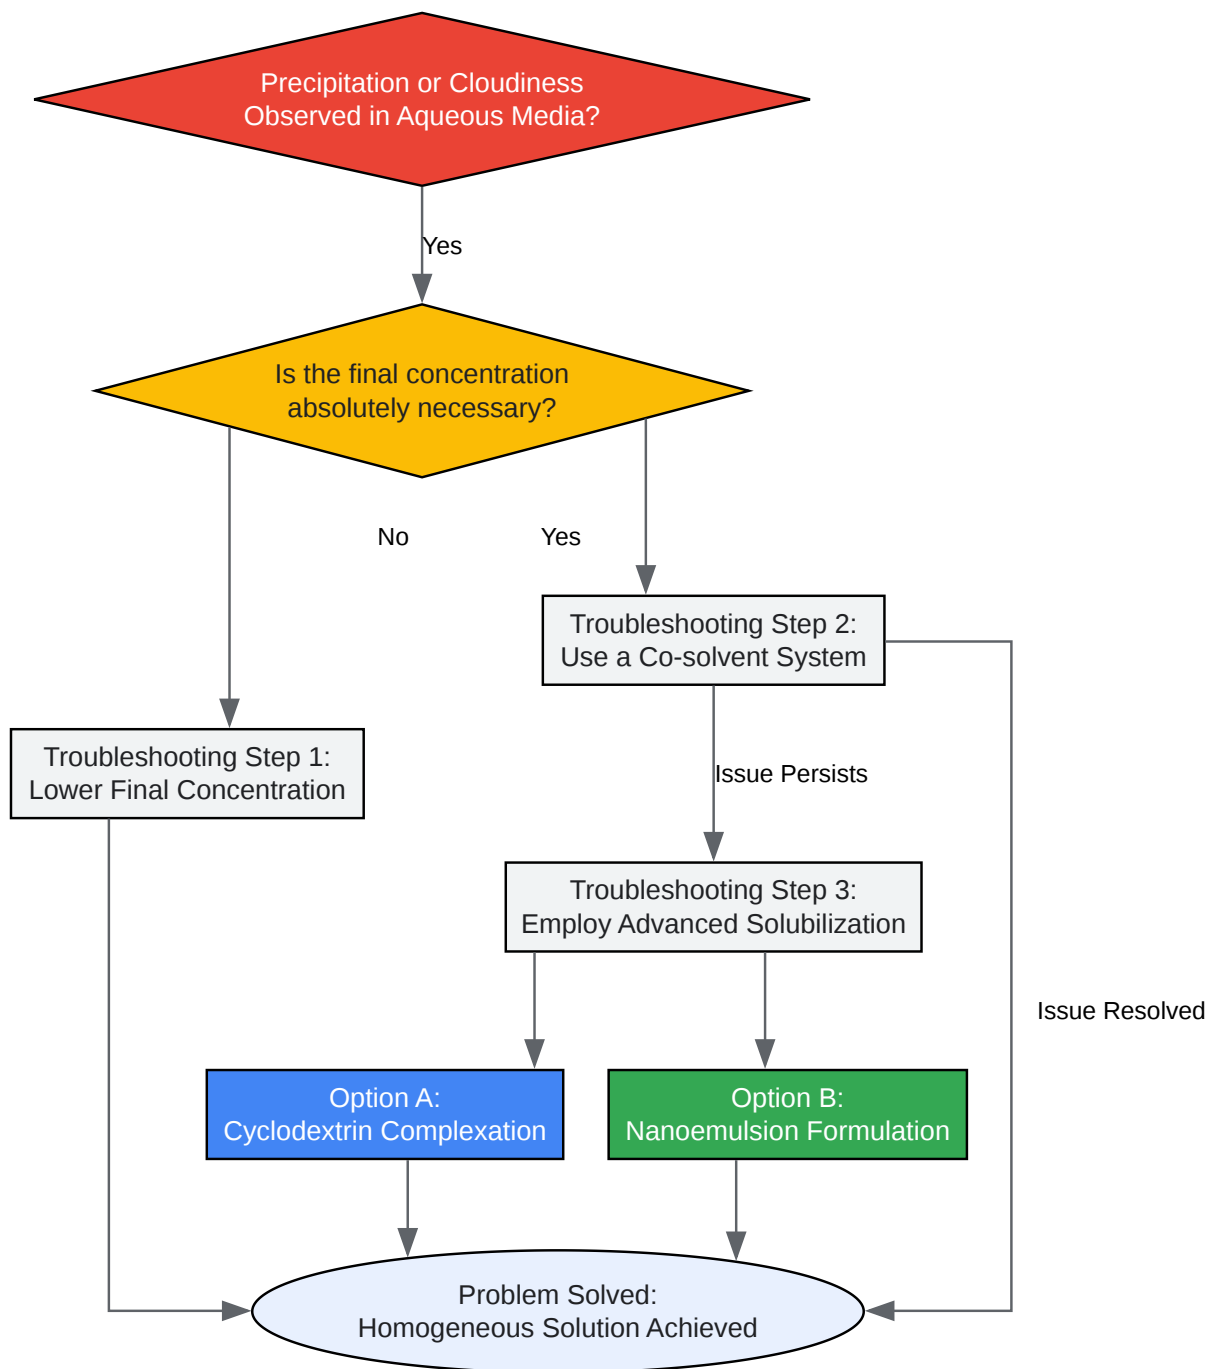 Precipitation or Cloudiness
Observed in Aqueous Media?
Yes
Is the final concentration
absolutely necessary?
No
Yes
Troubleshooting Step 2:
Use a Co-solvent System
Troubleshooting Step 1:
Lower Final Concentration
Issue Persists
Troubleshooting Step 3:
Employ Advanced Solubilization
Issue Resolved
Option A:
Cyclodextrin Complexation
Option B:
Nanoemulsion Formulation
Problem Solved:
Homogeneous Solution Achieved